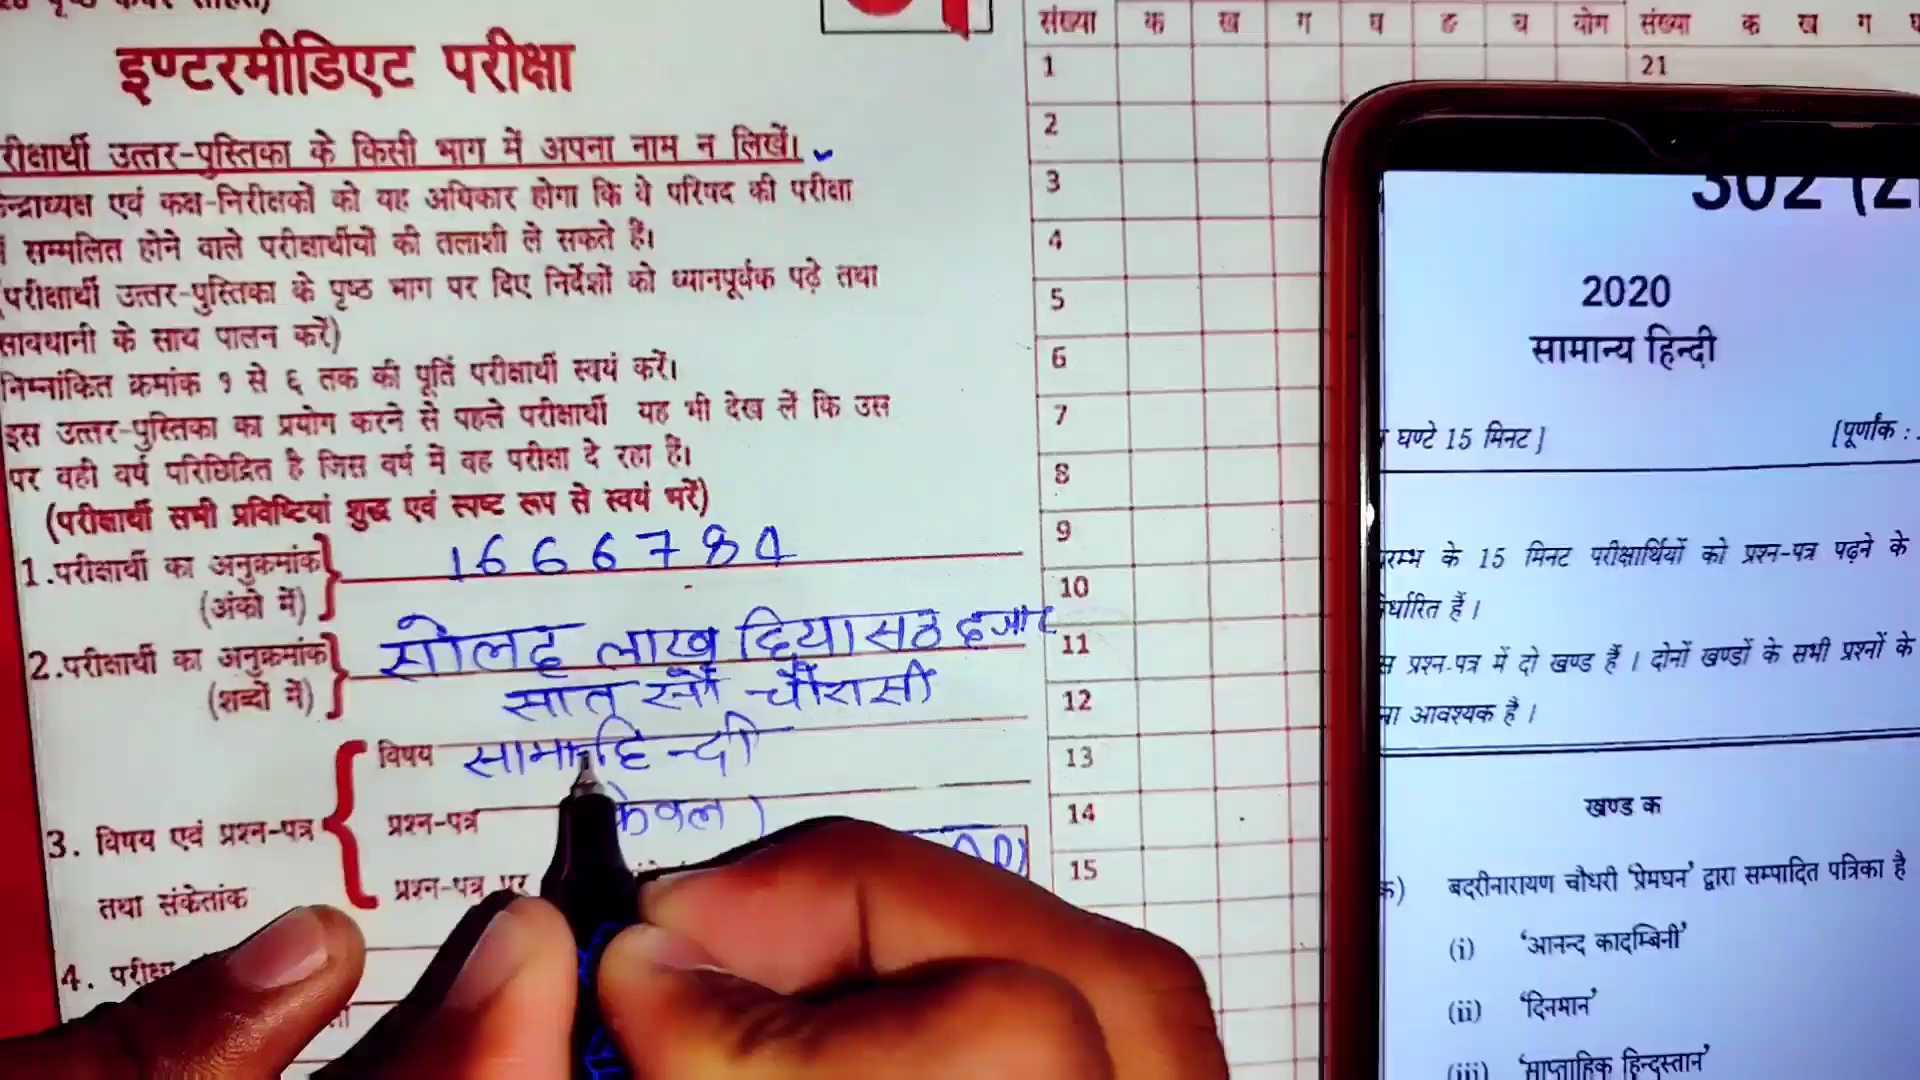 इण्टरमीडिएट परीक्षा
रीक्षार्थी उत्तर-पुस्तिका के किसी भाग में अपना नाम न लिखें।
न्द्राध्यक्ष एवं कक्ष-निरीक्षकों को यह अधिकार होगा कि वे परिषद की परीक्षा
सम्मलित होने वाले परीक्षार्थीयों की तलाशी ले सकते हैं।
(परीक्षार्थी उत्तर-पुस्तिका के पृष्ठ भाग पर दिए निर्देशों को ध्यानपूर्वक पढ़े तथा
सावधानी के साथ पालन करें)
निम्नांकित क्रमांक १ से ६ तक की पूर्ति परीक्षार्थी स्वयं करें।
इस उत्तर-पुस्तिका का प्रयोग करने से पहले परीक्षार्थी यह भी देख लें कि उस
पर वही वर्ष परिछिद्रित है जिस वर्ष में वह परीक्षा दे रहा है।
(परीक्षार्थी सभी प्रविष्टियां शुद्ध एवं स्पष्ट रूप से स्वयं भरें)
1.परीक्षार्थी का अनुक्रमांक 1666784
(अंको में)
2.परीक्षार्थी का अनुक्रमांक सोलह लाख छियासठ हजार
(शब्दों में) सात सौ चौरासी
विषय हिन्दी
प्रश्न-पत्र केवल
3. विषय एवं प्रश्न-पत्र
प्रश्न-पत्र पर
तथा संकेतांक
4.
संख्या क ख ग घ ङ च योग संख्या क ख ग
1 21
2
3
4
5
6
7
8
9
10
11
12
13
14
15
302
2020
सामान्य हिन्दी
घण्टे 15 मिनट ] [पूर्णांक :
रम्भ के 15 मिनट परीक्षार्थियों को प्रश्न-पत्र पढ़ने के
र्धारित हैं ।
स प्रश्न-पत्र में दो खण्ड हैं । दोनों खण्डों के सभी प्रश्नों के
ना आवश्यक है ।
खण्ड क
क) बदरीनारायण चौधरी 'प्रेमघन' द्वारा सम्पादित पत्रिका है
(i) 'आनन्द कादम्बिनी'
(ii) 'दिनमान'
(iii) 'साप्ताहिक हिन्दुस्तान'